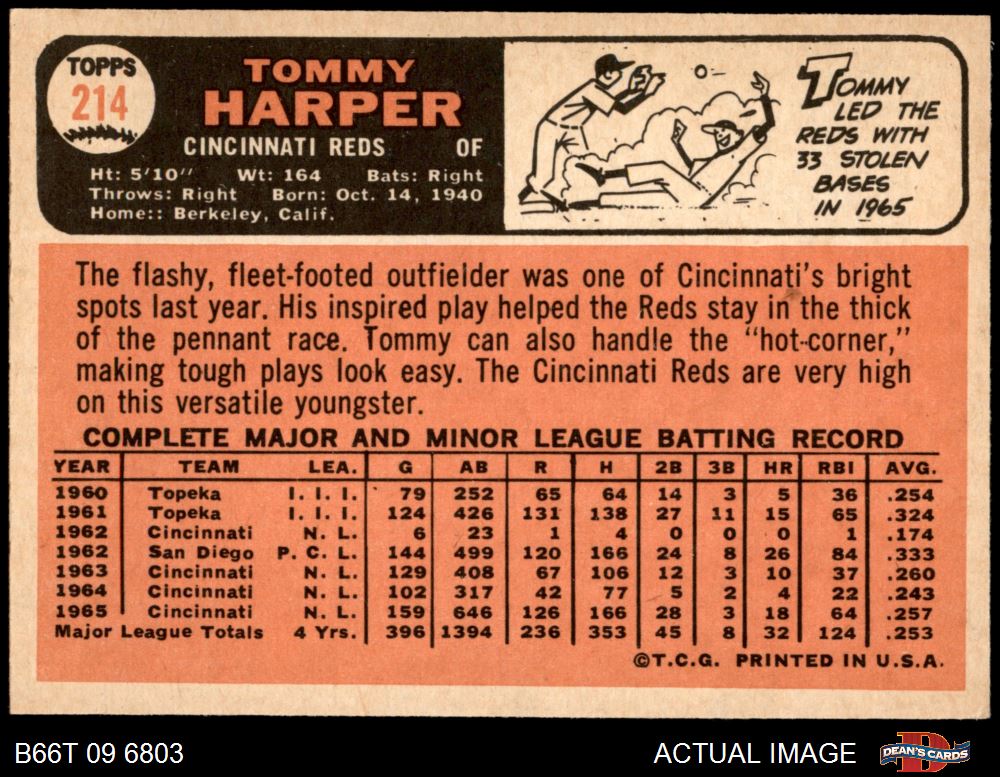 TOPPS
214
TOMMY
HARPER
CINCINNATI REDS OF
Ht: 5'10" Wt: 164 Bats: Right
Throws: Right Born: Oct. 14, 1940
Home:: Berkeley, Calif.
TOMMY
LED THE
REDS WITH
33 STOLEN
BASES
IN 1965
The flashy, fleet-footed outfielder was one of Cincinnati's bright
spots last year. His inspired play helped the Reds stay in the thick
of the pennant race. Tommy can also handle the "hot-corner,"
making tough plays look easy. The Cincinnati Reds are very high
on this versatile youngster.
COMPLETE MAJOR AND MINOR LEAGUE BATTING RECORD
YEAR TEAM LEA. G AB R H 2B 3B HR RBI AVG.
1960 Topeka I. I. I. 79 252 65 64 14 3 5 36 .254
1961 Topeka I. I. I. 124 426 131 138 27 11 15 65 .324
1962 Cincinnati N. L. 6 23 1 4 0 0 0 1 .174
1962 San Diego P. C. L. 144 499 120 166 24 8 26 84 .333
1963 Cincinnati N. L. 129 408 67 106 12 3 10 37 .260
1964 Cincinnati N. L. 102 317 42 77 5 2 4 22 .243
1965 Cincinnati N. L. 159 646 126 166 28 3 18 64 .257
Major League Totals 4 Yrs. 396 1394 236 353 45 8 32 124 .253
©T.C.G. PRINTED IN U.S.A.
B66T 09 6803 ACTUAL IMAGE DEAN'S CARDS